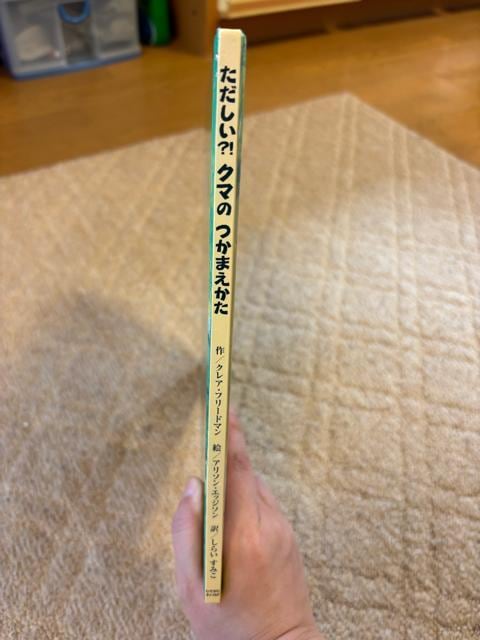 ただしい?! クマの つかまえかた
作/クレア・フリードマン 絵/アリソン・エッジソン 訳/しらい すみこ